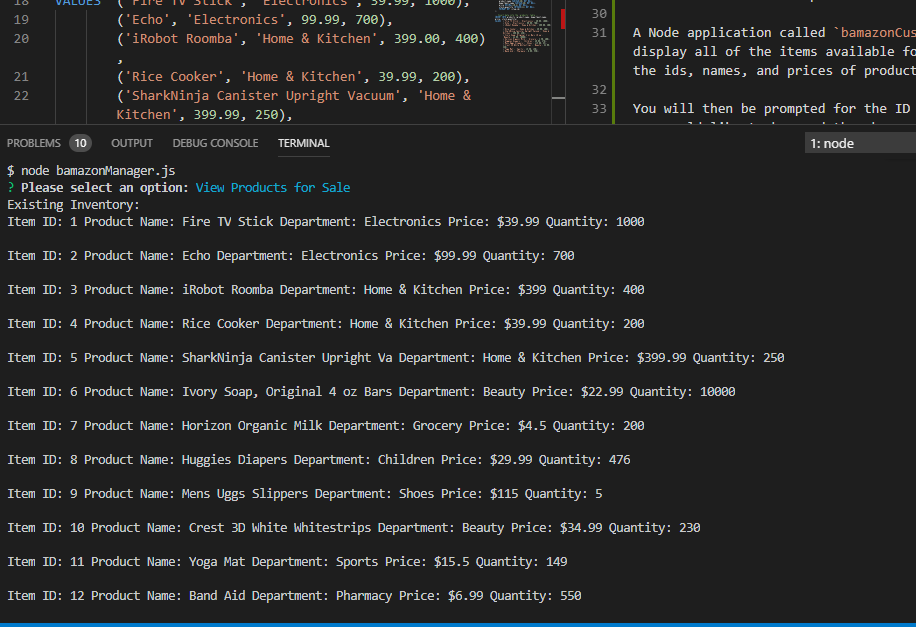 18 VALUES ('Fire TV Stick', 'Electronics', 39.99, 1000),
19 ('Echo', 'Electronics', 99.99, 700),
20 ('iRobot Roomba', 'Home & Kitchen', 399.00, 400)
,
21 ('Rice Cooker', 'Home & Kitchen', 39.99, 200),
22 ('SharkNinja Canister Upright Vacuum', 'Home &
Kitchen', 399.99, 250),
30
31 A Node application called `bamazonCus
display all of the items available fo
the ids, names, and prices of product
32
33 You will then be prompted for the ID
PROBLEMS 10 OUTPUT DEBUG CONSOLE TERMINAL 1: node
$ node bamazonManager.js
? Please select an option: View Products for Sale
Existing Inventory:
Item ID: 1 Product Name: Fire TV Stick Department: Electronics Price: $39.99 Quantity: 1000
Item ID: 2 Product Name: Echo Department: Electronics Price: $99.99 Quantity: 700
Item ID: 3 Product Name: iRobot Roomba Department: Home & Kitchen Price: $399 Quantity: 400
Item ID: 4 Product Name: Rice Cooker Department: Home & Kitchen Price: $39.99 Quantity: 200
Item ID: 5 Product Name: SharkNinja Canister Upright Va Department: Home & Kitchen Price: $399.99 Quantity: 250
Item ID: 6 Product Name: Ivory Soap, Original 4 oz Bars Department: Beauty Price: $22.99 Quantity: 10000
Item ID: 7 Product Name: Horizon Organic Milk Department: Grocery Price: $4.5 Quantity: 200
Item ID: 8 Product Name: Huggies Diapers Department: Children Price: $29.99 Quantity: 476
Item ID: 9 Product Name: Mens Uggs Slippers Department: Shoes Price: $115 Quantity: 5
Item ID: 10 Product Name: Crest 3D White Whitestrips Department: Beauty Price: $34.99 Quantity: 230
Item ID: 11 Product Name: Yoga Mat Department: Sports Price: $15.5 Quantity: 149
Item ID: 12 Product Name: Band Aid Department: Pharmacy Price: $6.99 Quantity: 550